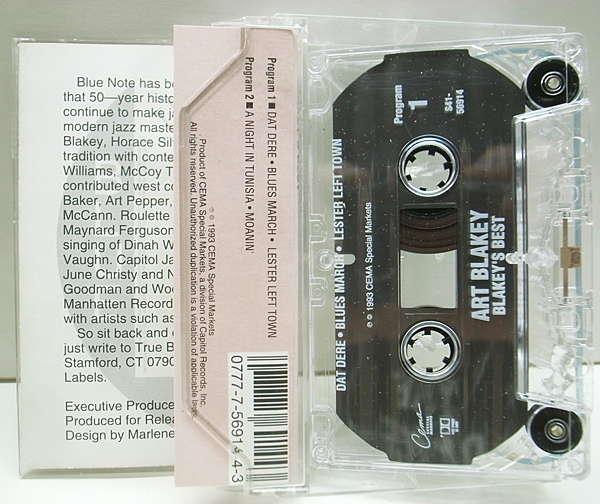 Blue Note has be
that 50—year histo
continue to make ja
modern jazz maste
Blakey, Horace Sil
tradition with conte
Williams, McCoy T
contributed west co
Baker, Art Pepper,
McCann. Roulette
Maynard Ferguson
singing of Dinah W
Vaughn. Capitol Ja
June Christy and N
Goodman and Woo
Manhatten Record
with artists such as
So sit back and e
just write to True B
Stamford, CT 0790
Labels.
Executive Produce
Produced for Relea
Design by Marlene
Program 1 ■ DAT DERE • BLUES MARCH • LESTER LEFT TOWN
Program 2 ■ A NIGHT IN TUNISIA • MOANIN'
℗ © 1993 CEMA Special Markets
Product of CEMA Special Markets, a division of Capitol Records, Inc.
All rights reserved. Unauthorized duplication is a violation of applicable laws.
0777-7-56914 4-3
Program
1
S41-
56914
ART BLAKEY
BLAKEY'S BEST
℗ © 1993 CEMA Special Markets
DAT DERE • BLUES MARCH • LESTER LEFT TOWN
Cema